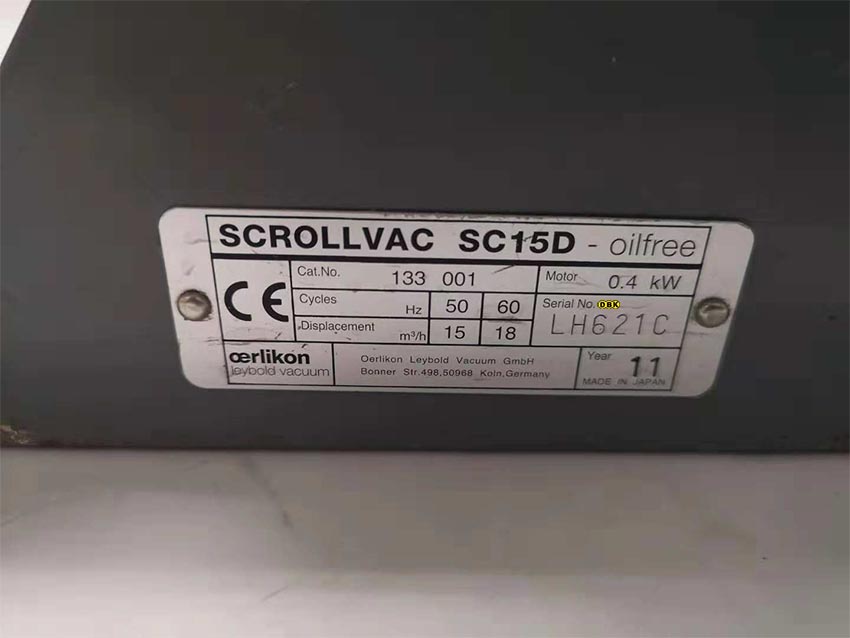 SCROLLVAC SC15D - oilfree
CE
Cat.No. 133 001
Motor 0.4 kW
Cycles Hz 50 60
Serial No. DBK
LH621C
Displacement m³/h 15 18
œrlikon
leybold vacuum
Oerlikon Leybold Vacuum GmbH
Bonner Str.498,50968 Koln,Germany
Year 11
MADE IN JAPAN